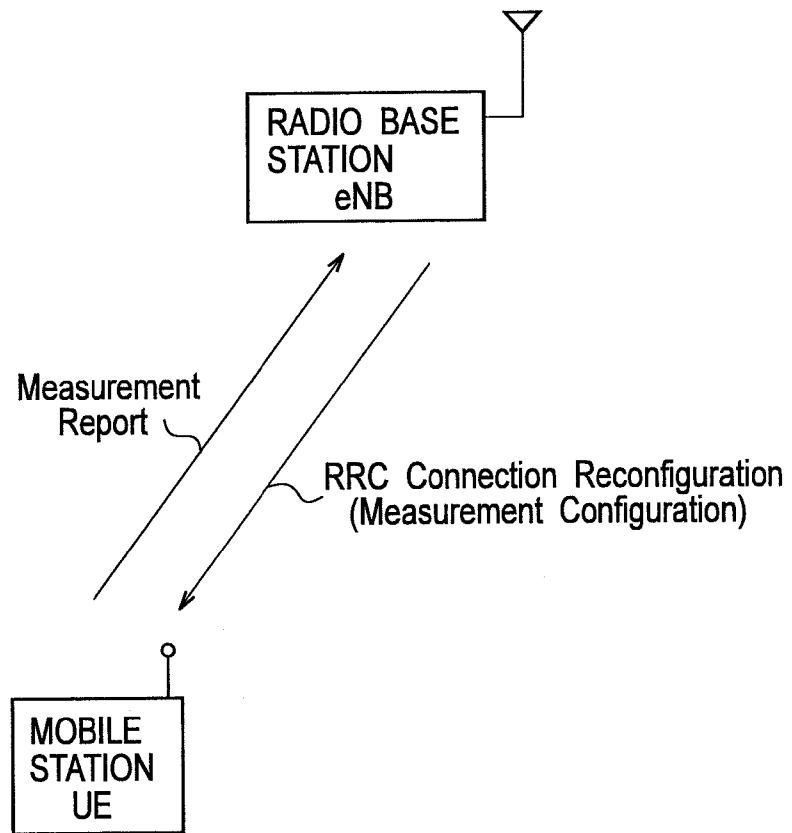 RADIO BASE
STATION
eNB
Measurement
Report
RRC Connection Reconfiguration
(Measurement Configuration)
MOBILE
STATION
UE